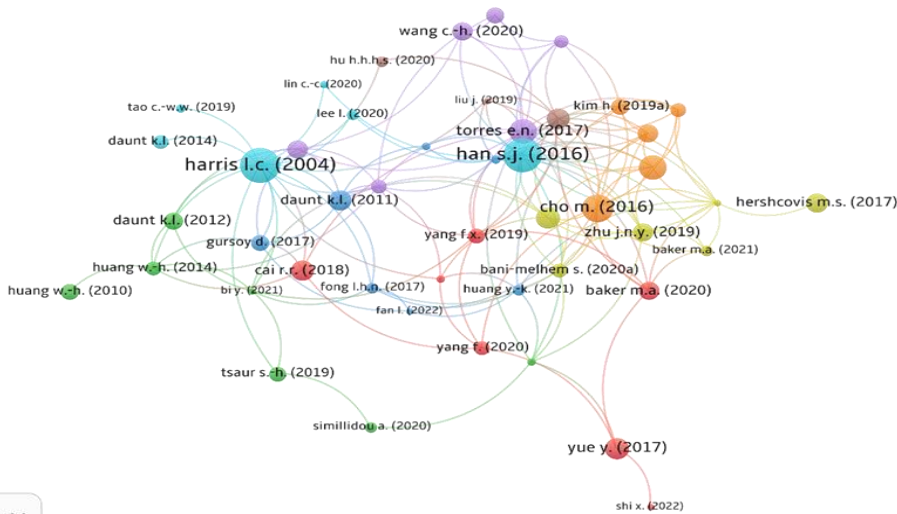 wang c.-h. (2020)
hu h.h.h.s. (2020)
lin c.-c. (2020)
liu j. (2019)
kim h. (2019a)
tao c.-w.w. (2019)
lee l. (2020)
torres e.n. (2017)
daunt k.l. (2014)
harris l.c. (2004)
han s.j. (2016)
daunt k.l. (2011)
cho m. (2016)
hershcovis m.s. (2017)
daunt k.l. (2012)
gursoy d. (2017)
yang f.x. (2019)
zhu j.n.y. (2019)
baker m.a. (2021)
huang w.-h. (2014)
cai r.r. (2018)
bani-melhem s. (2020a)
huang w.-h. (2010)
bi y. (2021)
fong l.h.n. (2017)
huang y.-k. (2021)
baker m.a. (2020)
fan l. (2022)
yang f. (2020)
tsaur s.-h. (2019)
simillidou a. (2020)
yue y. (2017)
shi x. (2022)